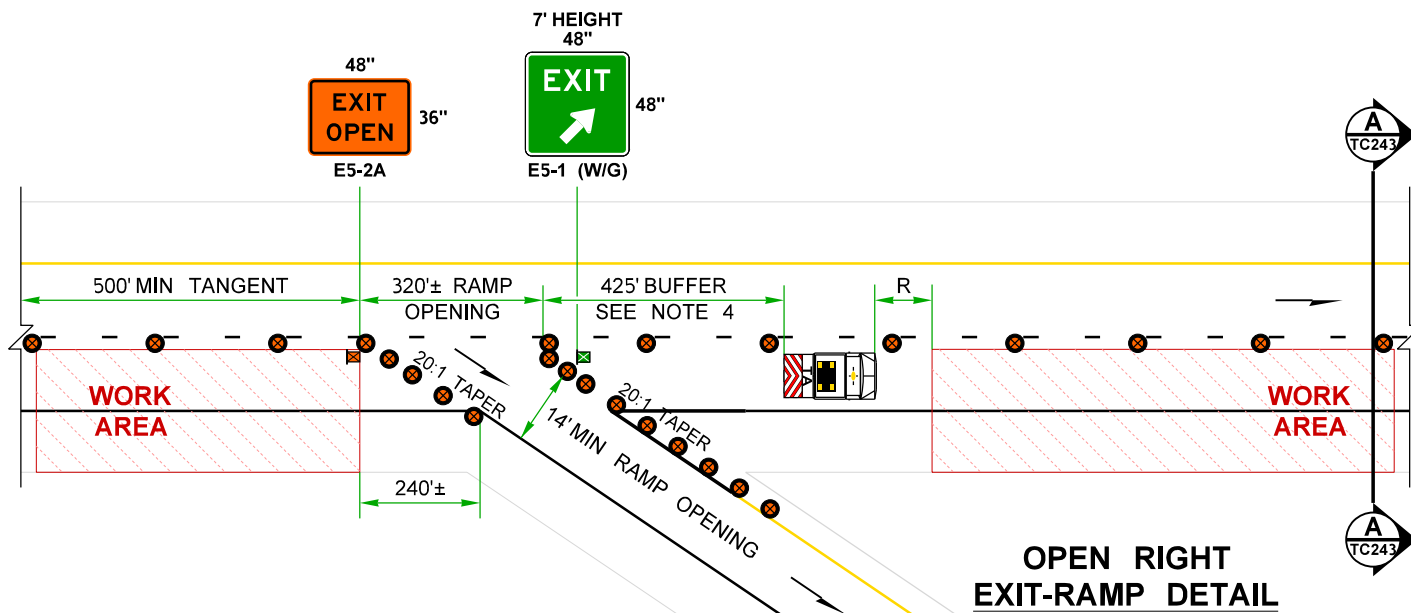 7' HEIGHT
48"
48"
EXIT
OPEN
36"
EXIT
48"
E5-2A
E5-1 (W/G)
A
TC243
500' MIN TANGENT
320'± RAMP
OPENING
425' BUFFER
SEE NOTE 4
R
20:1 TAPER
20:1 TAPER
WORK
AREA
14' MIN RAMP OPENING
T A
WORK
AREA
240'±
A
TC243
OPEN RIGHT
EXIT-RAMP DETAIL